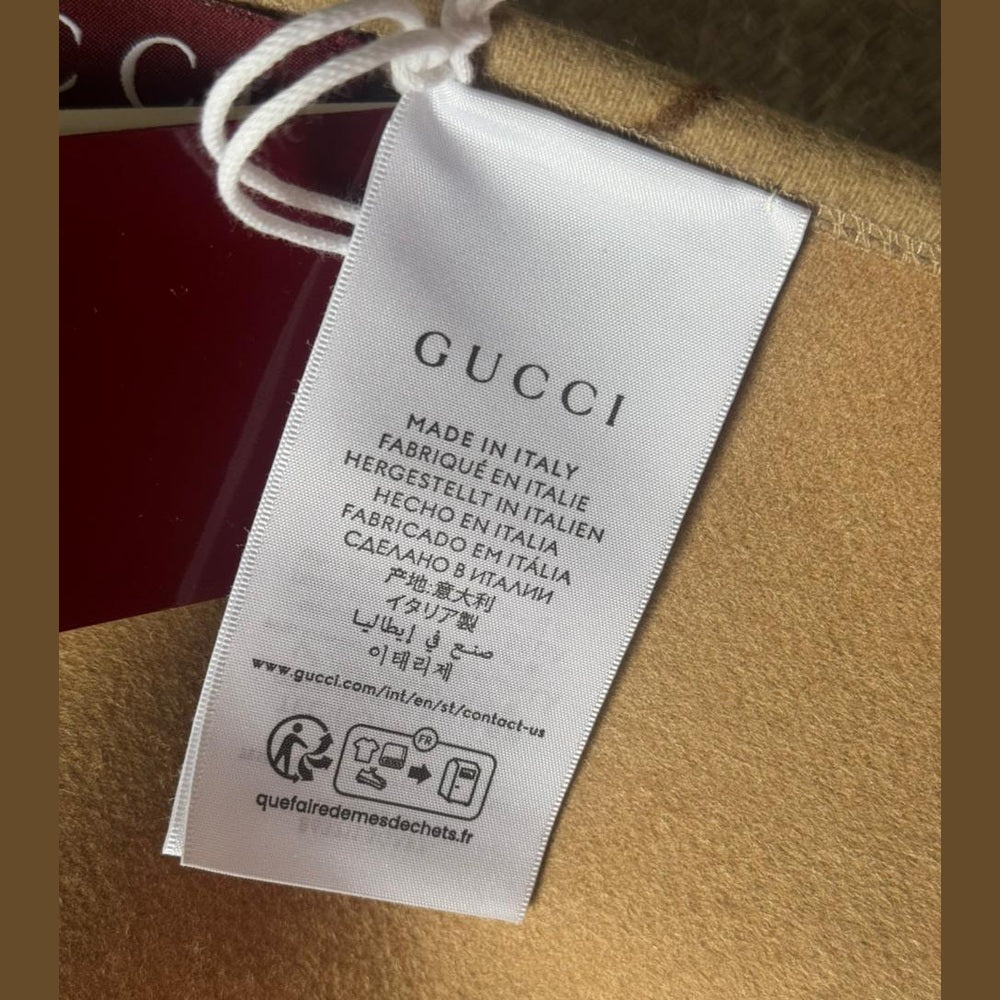 CC
GUCCI
MADE IN ITALY
FABRIQUÉ EN ITALIE
HERGESTELLT IN ITALIEN
HECHO EN ITALIA
FABRICADO EM ITÁLIA
СДЕЛАНО В ИТАЛИИ
产地:意大利
イタリア製
صنع في إيطاليا
이태리제
www.gucci.com/int/en/st/contact-us
FR
quefairedemesdechets.fr